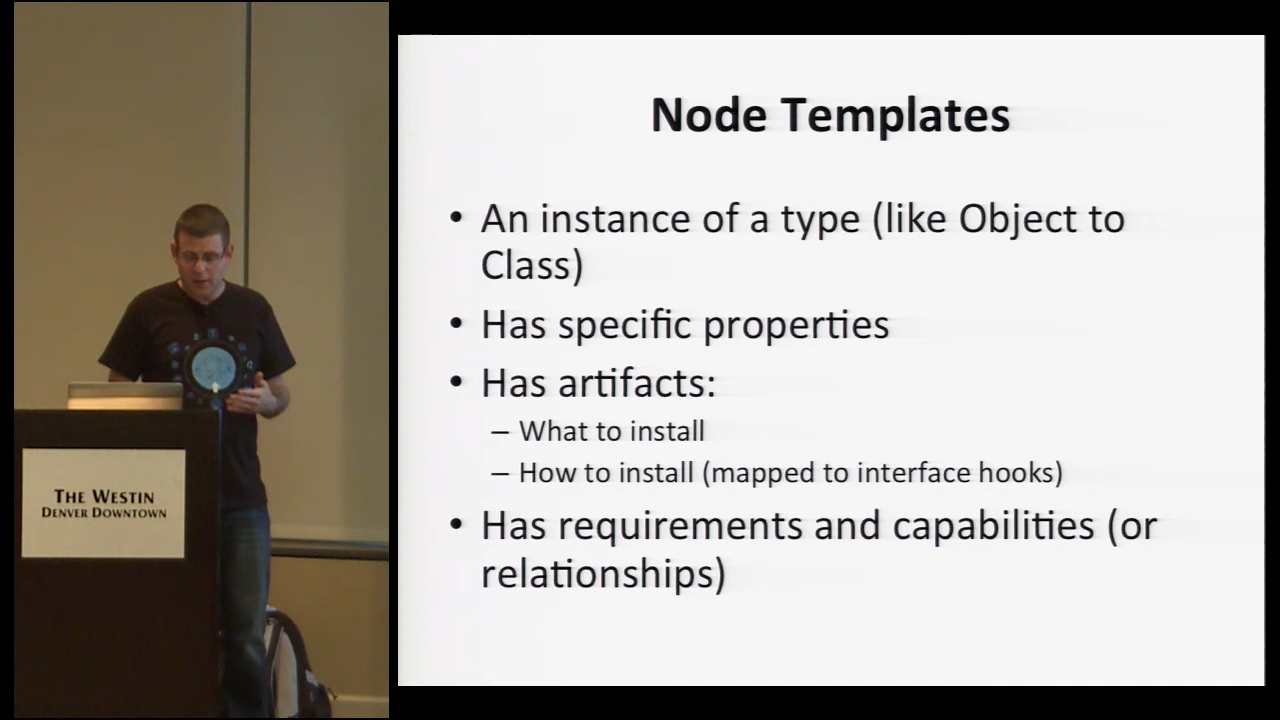 Node Templates
• An instance of a type (like Object to
Class)
• Has specific properties
• Has artifacts:
– What to install
– How to install (mapped to interface hooks)
• Has requirements and capabilities (or
relationships)
THE WESTIN
DENVER DOWNTOWN